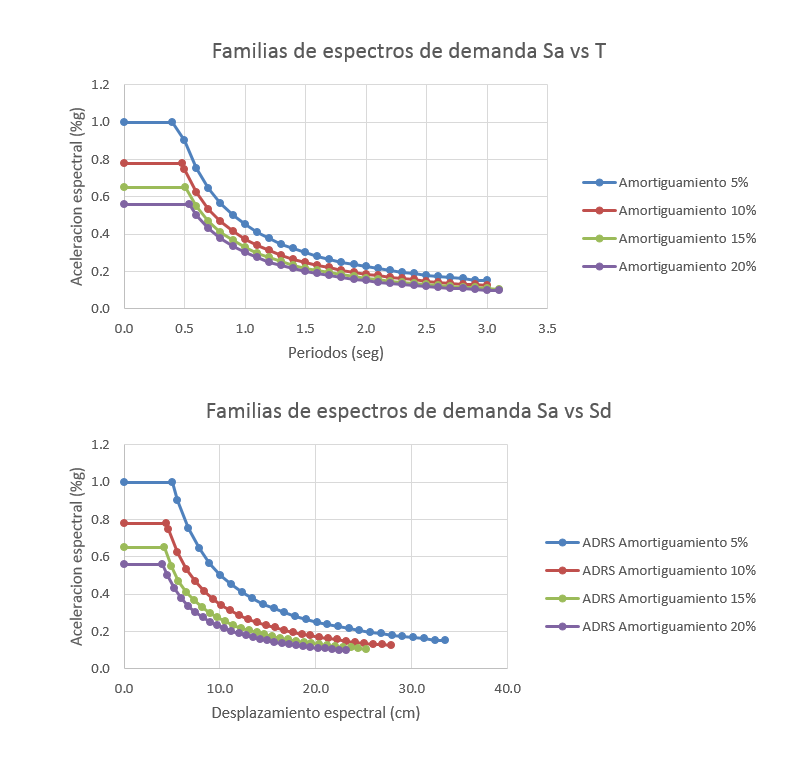 Familias de espectros de demanda Sa vs T
Aceleracion espectral (%g)
1.2
1.0
0.8
0.6
0.4
0.2
0.0
0.0 0.5 1.0 1.5 2.0 2.5 3.0 3.5
Periodos (seg)
Amortiguamiento 5%
Amortiguamiento 10%
Amortiguamiento 15%
Amortiguamiento 20%
Familias de espectros de demanda Sa vs Sd
Aceleracion espectral (%g)
1.2
1.0
0.8
0.6
0.4
0.2
0.0
0.0 10.0 20.0 30.0 40.0
Desplazamiento espectral (cm)
ADRS Amortiguamiento 5%
ADRS Amortiguamiento 10%
ADRS Amortiguamiento 15%
ADRS Amortiguamiento 20%